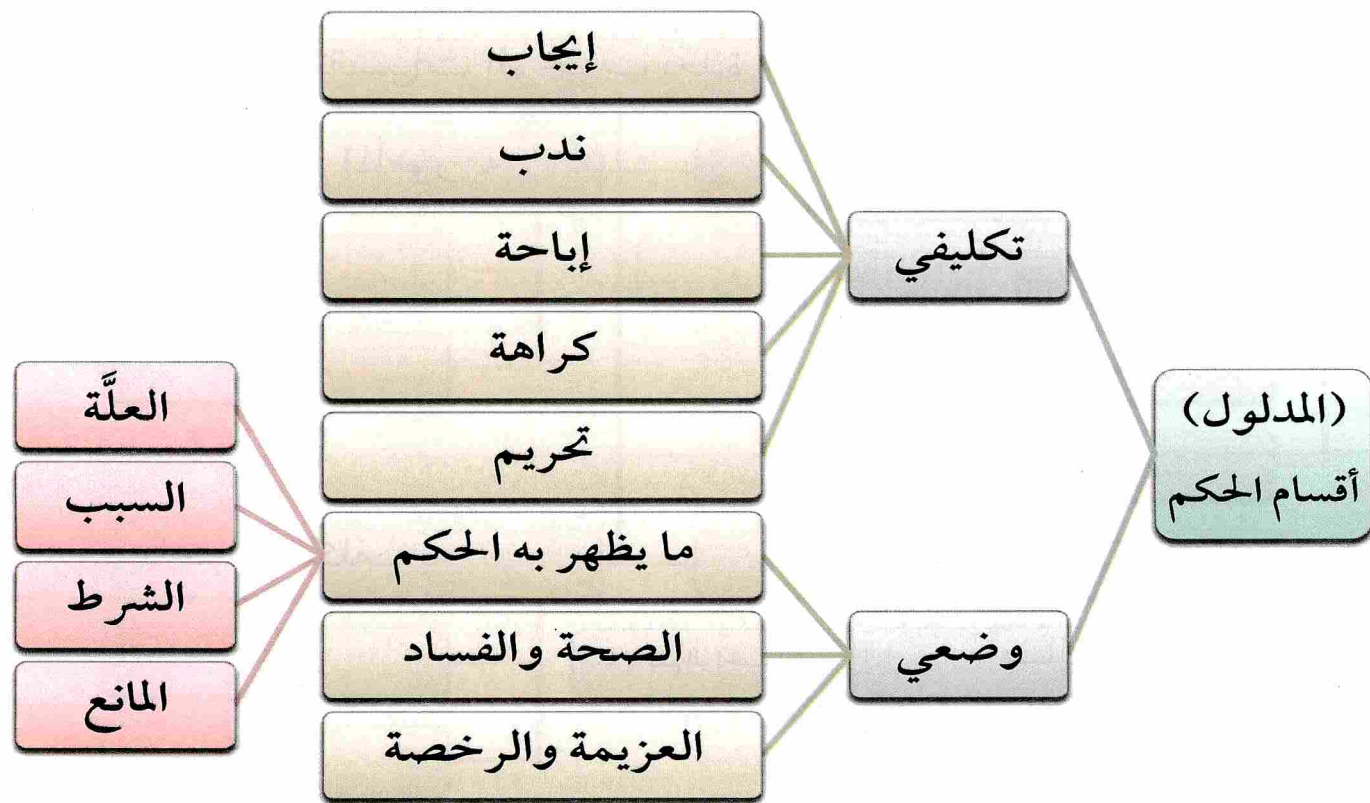 (المدلول)
أقسام الحكم
تكليفي
إيجاب
ندب
إباحة
كراهة
تحريم
وضعي
ما يظهر به الحكم
العلَّة
السبب
الشرط
المانع
الصحة والفساد
العزيمة والرخصة